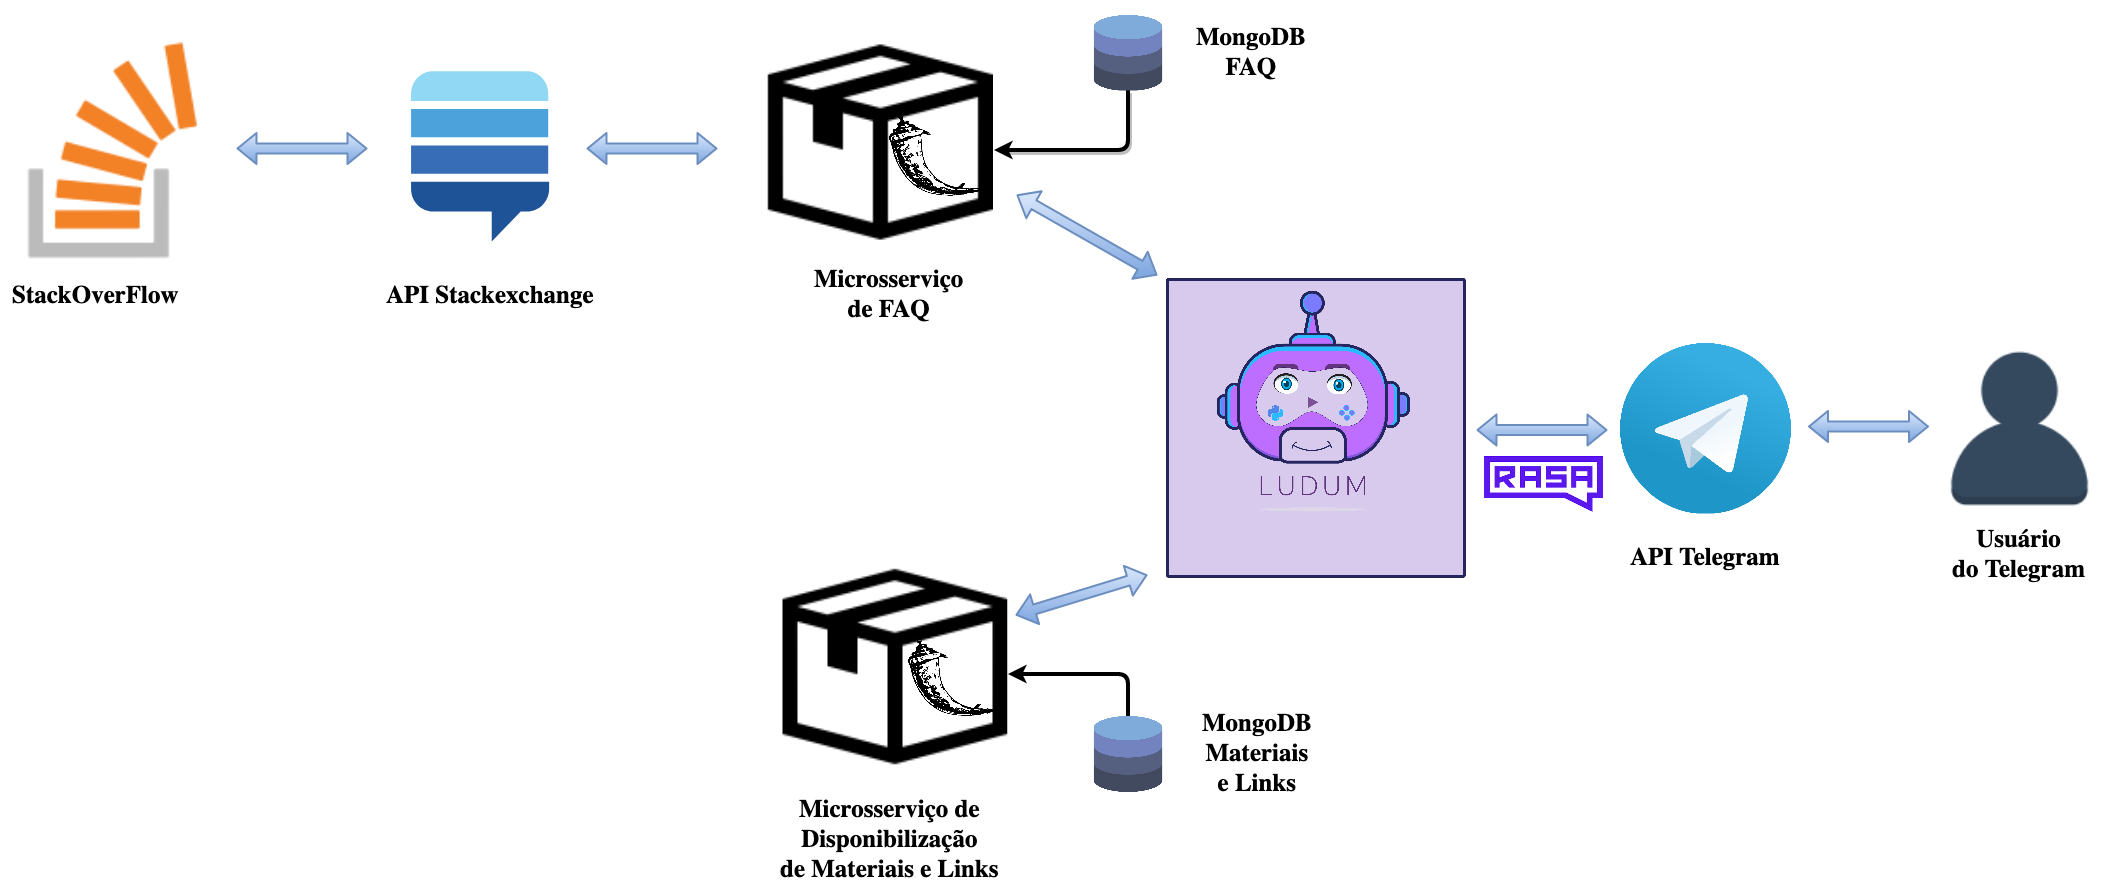 MongoDB
FAQ
StackOverFlow
API Stackexchange
Microsserviço
de FAQ
LUDUM
RASA
API Telegram
Usuário
do Telegram
MongoDB
Materiais
e Links
Microsserviço de
Disponibilização
de Materiais e Links